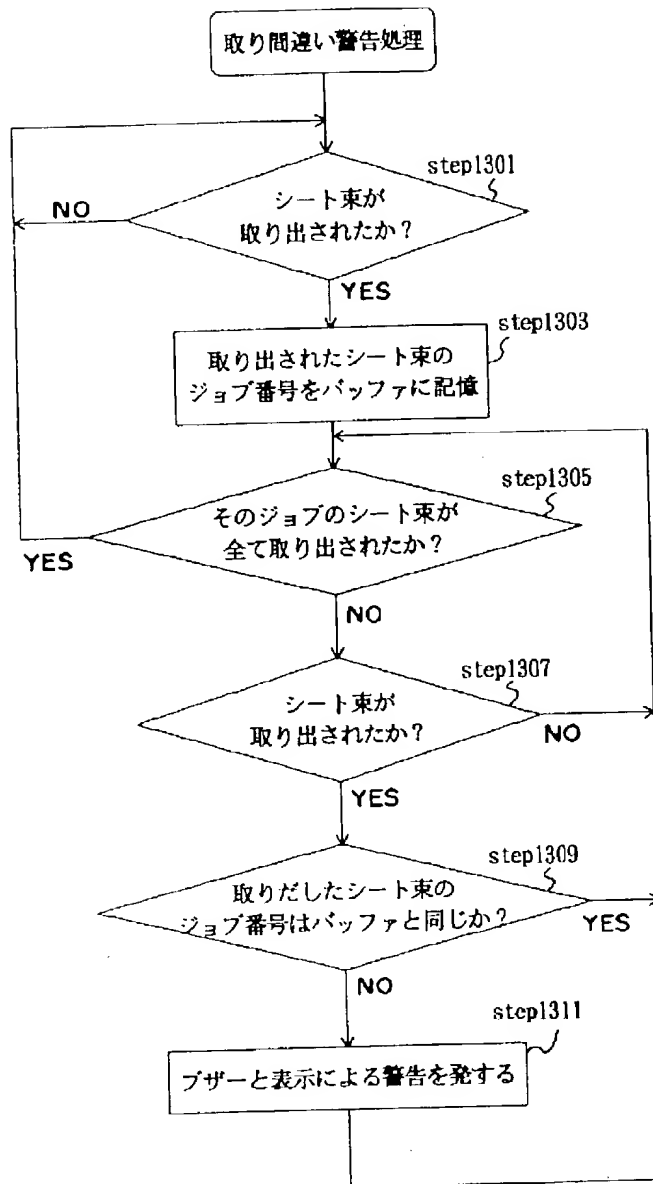 取り間違い警告処理
step1301
シート束が
取り出されたか？
NO
YES
step1303
取り出されたシート束の
ジョブ番号をバッファに記憶
step1305
そのジョブのシート束が
全て取り出されたか？
YES
NO
step1307
シート束が
取り出されたか？
NO
YES
step1309
取りだしたシート束の
ジョブ番号はバッファと同じか？
YES
NO
step1311
ブザーと表示による警告を発する